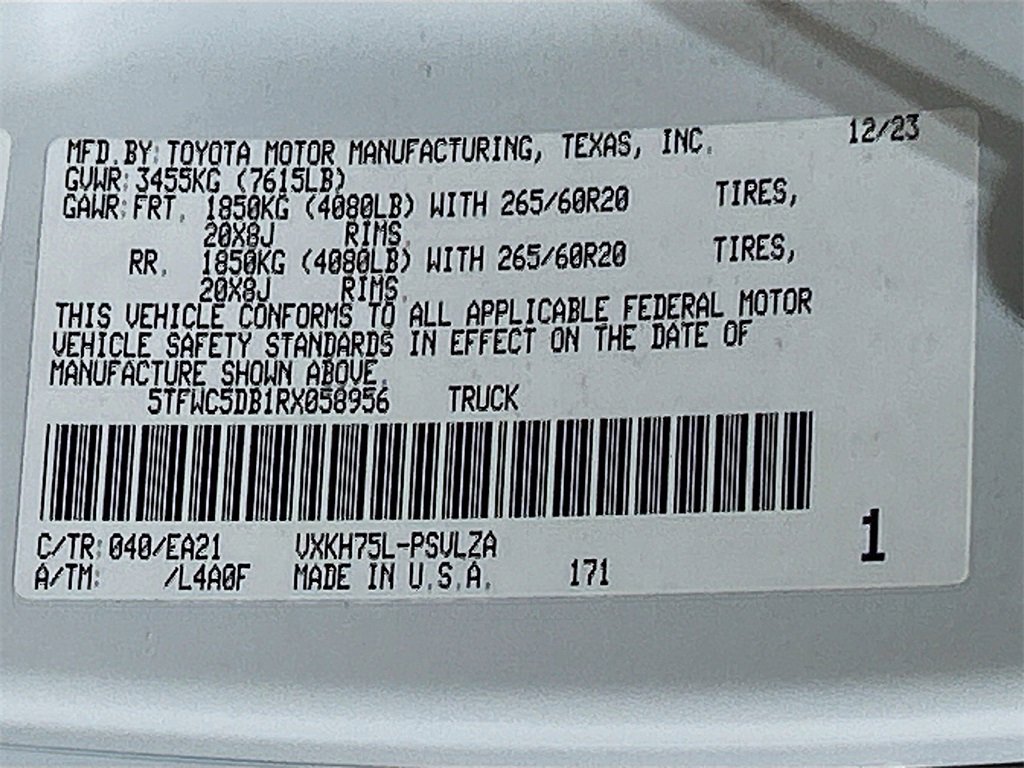 MFD. BY: TOYOTA MOTOR MANUFACTURING, TEXAS, INC. 12/23
GVWR: 3455KG (7615LB)
GAWR: FRT. 1850KG (4080LB) WITH 265/60R20 TIRES,
20X8J RIMS.
RR. 1850KG (4080LB) WITH 265/60R20 TIRES,
20X8J RIMS.
THIS VEHICLE CONFORMS TO ALL APPLICABLE FEDERAL MOTOR
VEHICLE SAFETY STANDARDS IN EFFECT ON THE DATE OF
MANUFACTURE SHOWN ABOVE.
5TFWC5DB1RX058956 TRUCK
C/TR: 040/EA21 VXKH75L-PSVLZA 1
A/TM: /L4A0F MADE IN U.S.A. 171